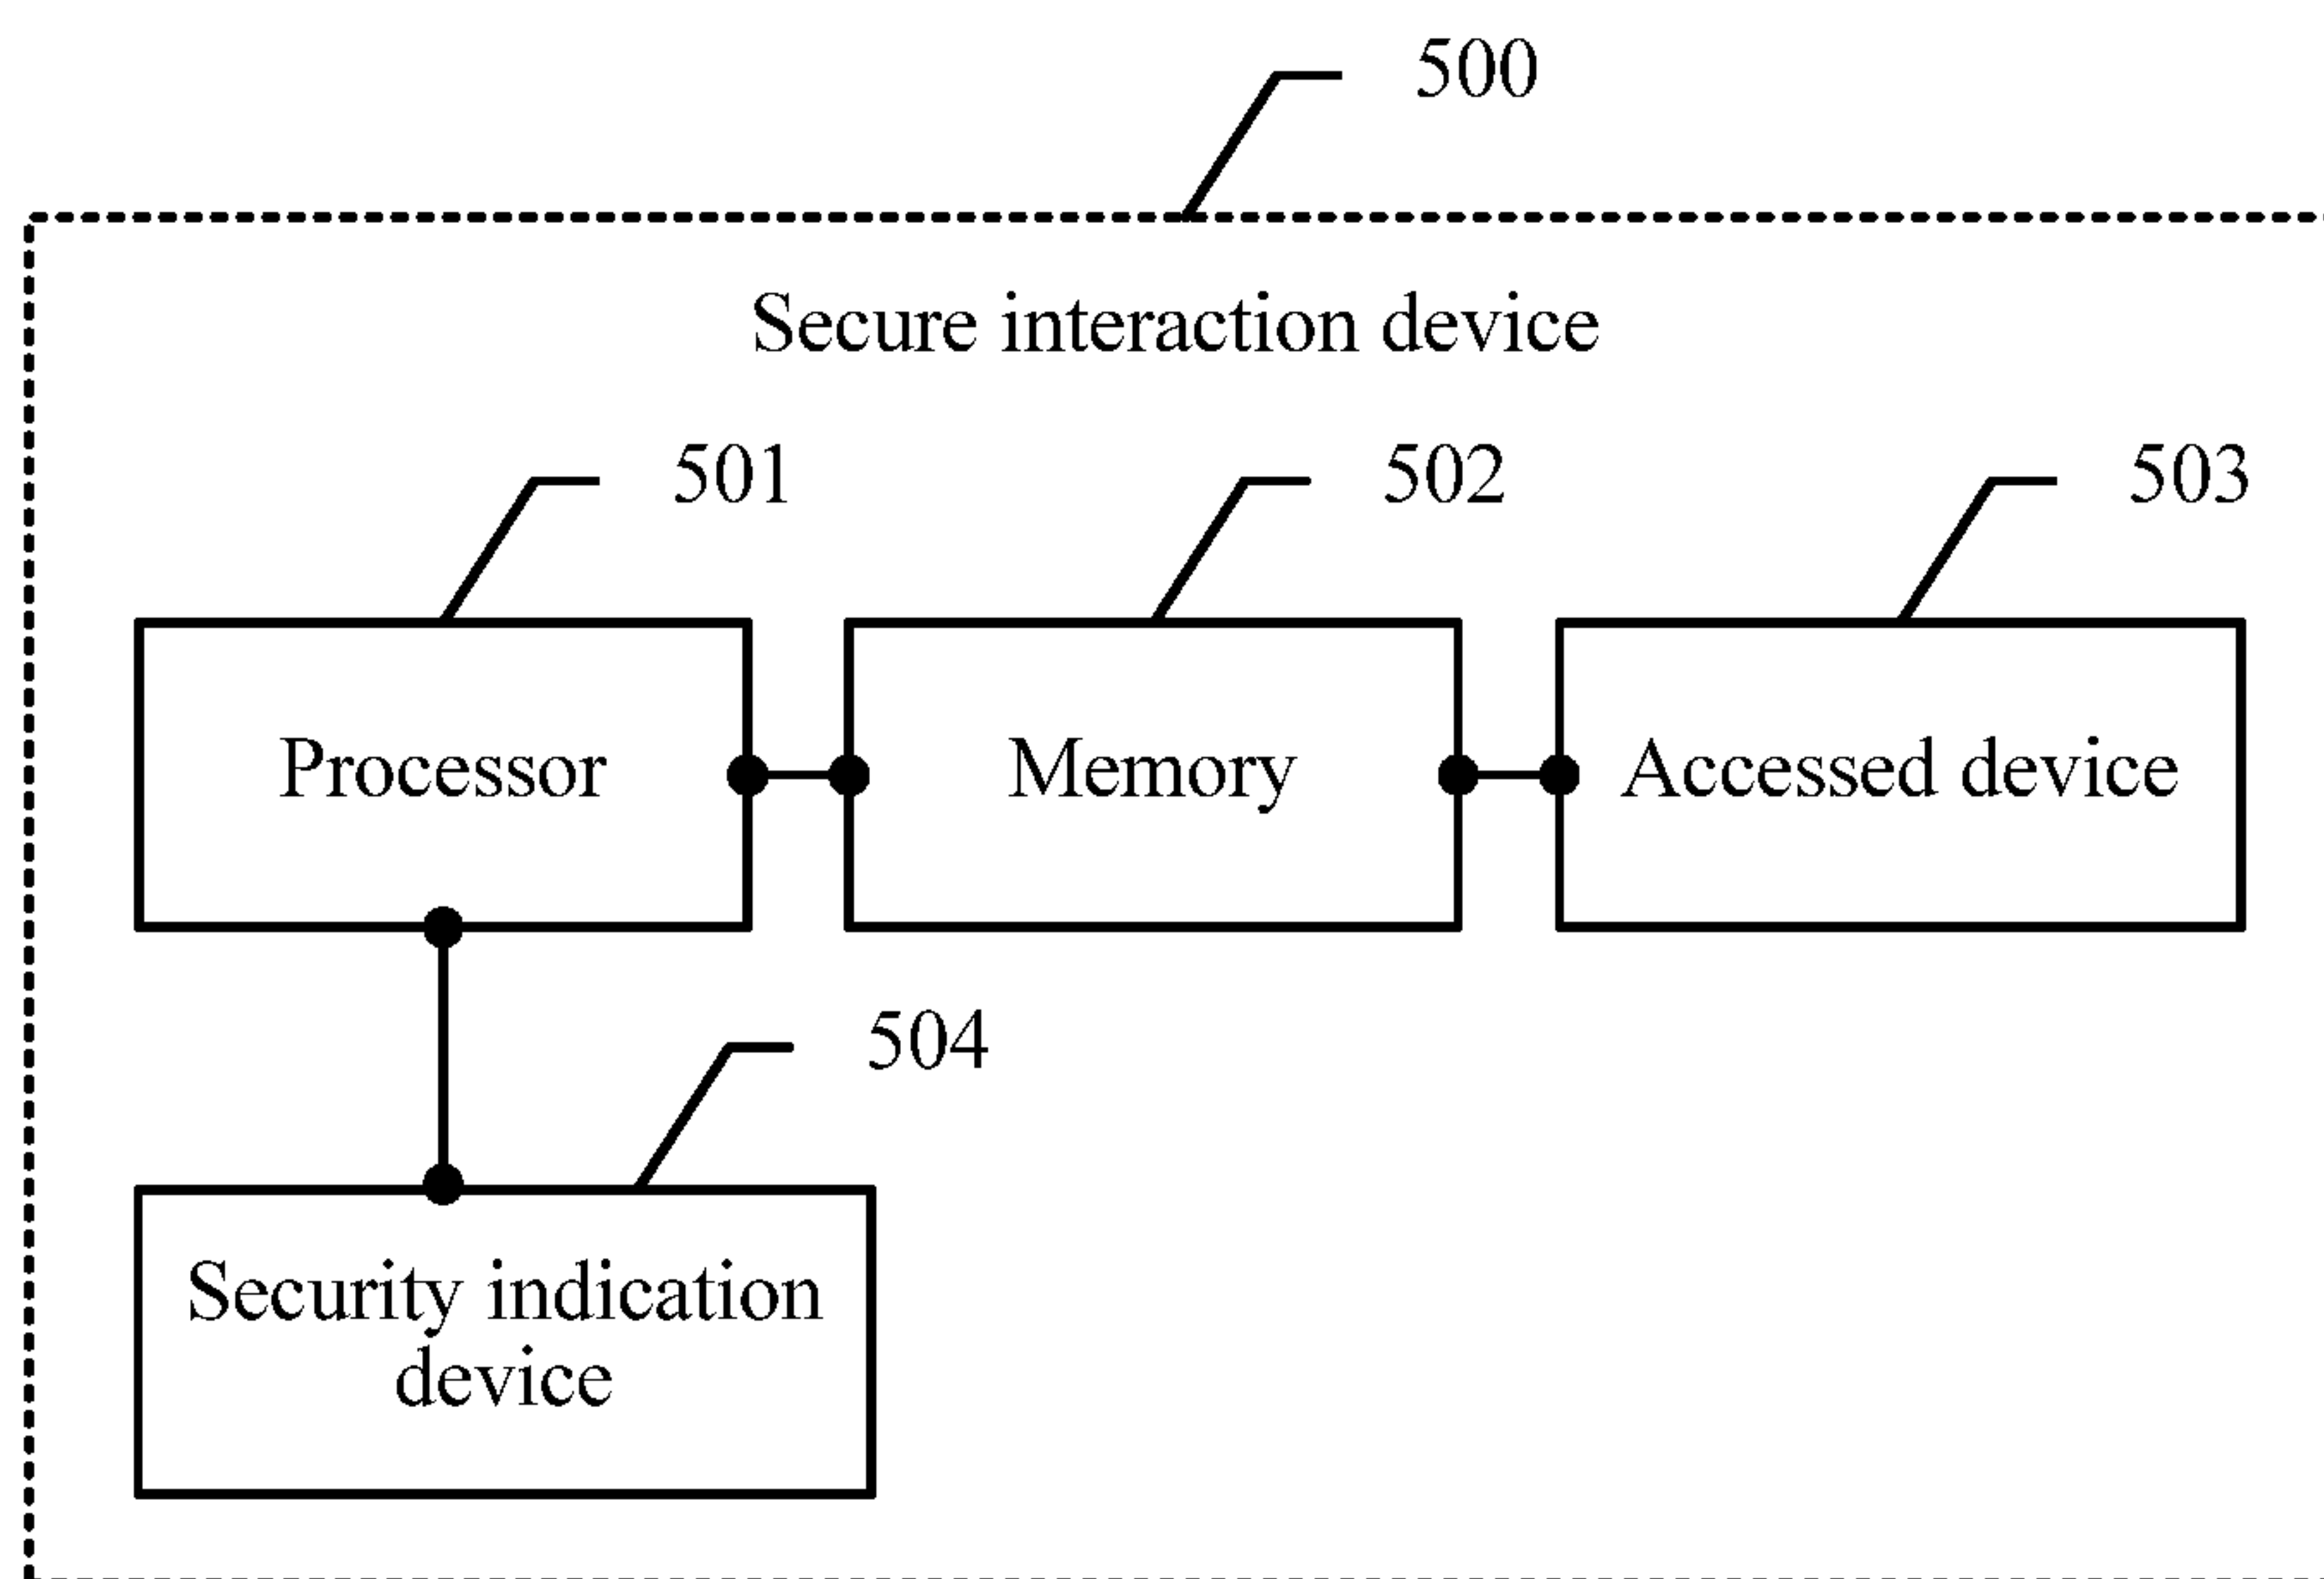 500
Secure interaction device
501
502
503
Processor
Memory
Accessed device
504
Security indication
device